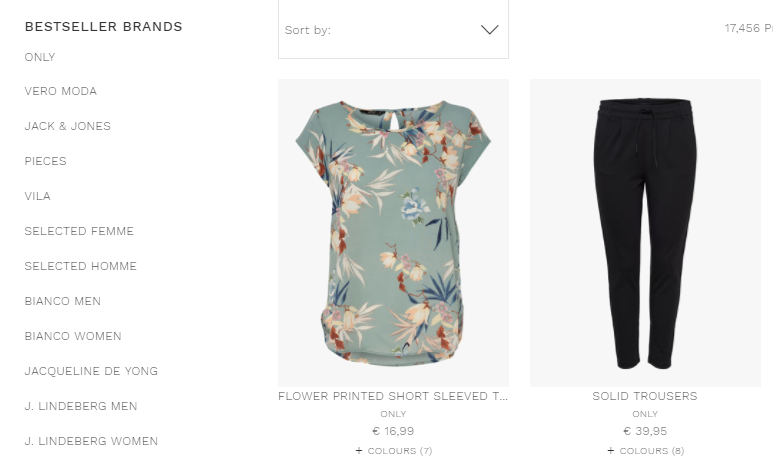 BESTSELLER BRANDS
ONLY
VERO MODA
JACK & JONES
PIECES
VILA
SELECTED FEMME
SELECTED HOMME
BIANCO MEN
BIANCO WOMEN
JACQUELINE DE YONG
J. LINDEBERG MEN
J. LINDEBERG WOMEN
Sort by:
17,456
FLOWER PRINTED SHORT SLEEVED T...
ONLY
€ 16,99
+ COLOURS (7)
SOLID TROUSERS
ONLY
€ 39,95
+ COLOURS (8)